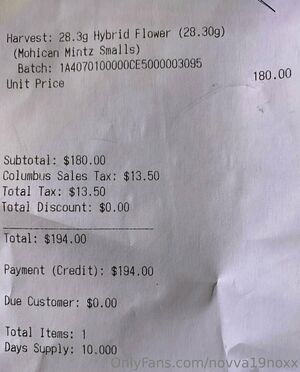 Harvest: 28.3g Hybrid Flower (28.30g)
(Mohican Mintz Smalls)
Batch: 1A4070100000CE5000003095
Unit Price 180.00
Subtotal: $180.00
Columbus Sales Tax: $13.50
Total Tax: $13.50
Total Discount: $0.00
Total: $194.00
Payment (Credit): $194.00
Due Customer: $0.00
Total Items: 1
Days Supply: 10.000
OnlyFans.com/novva19noxx